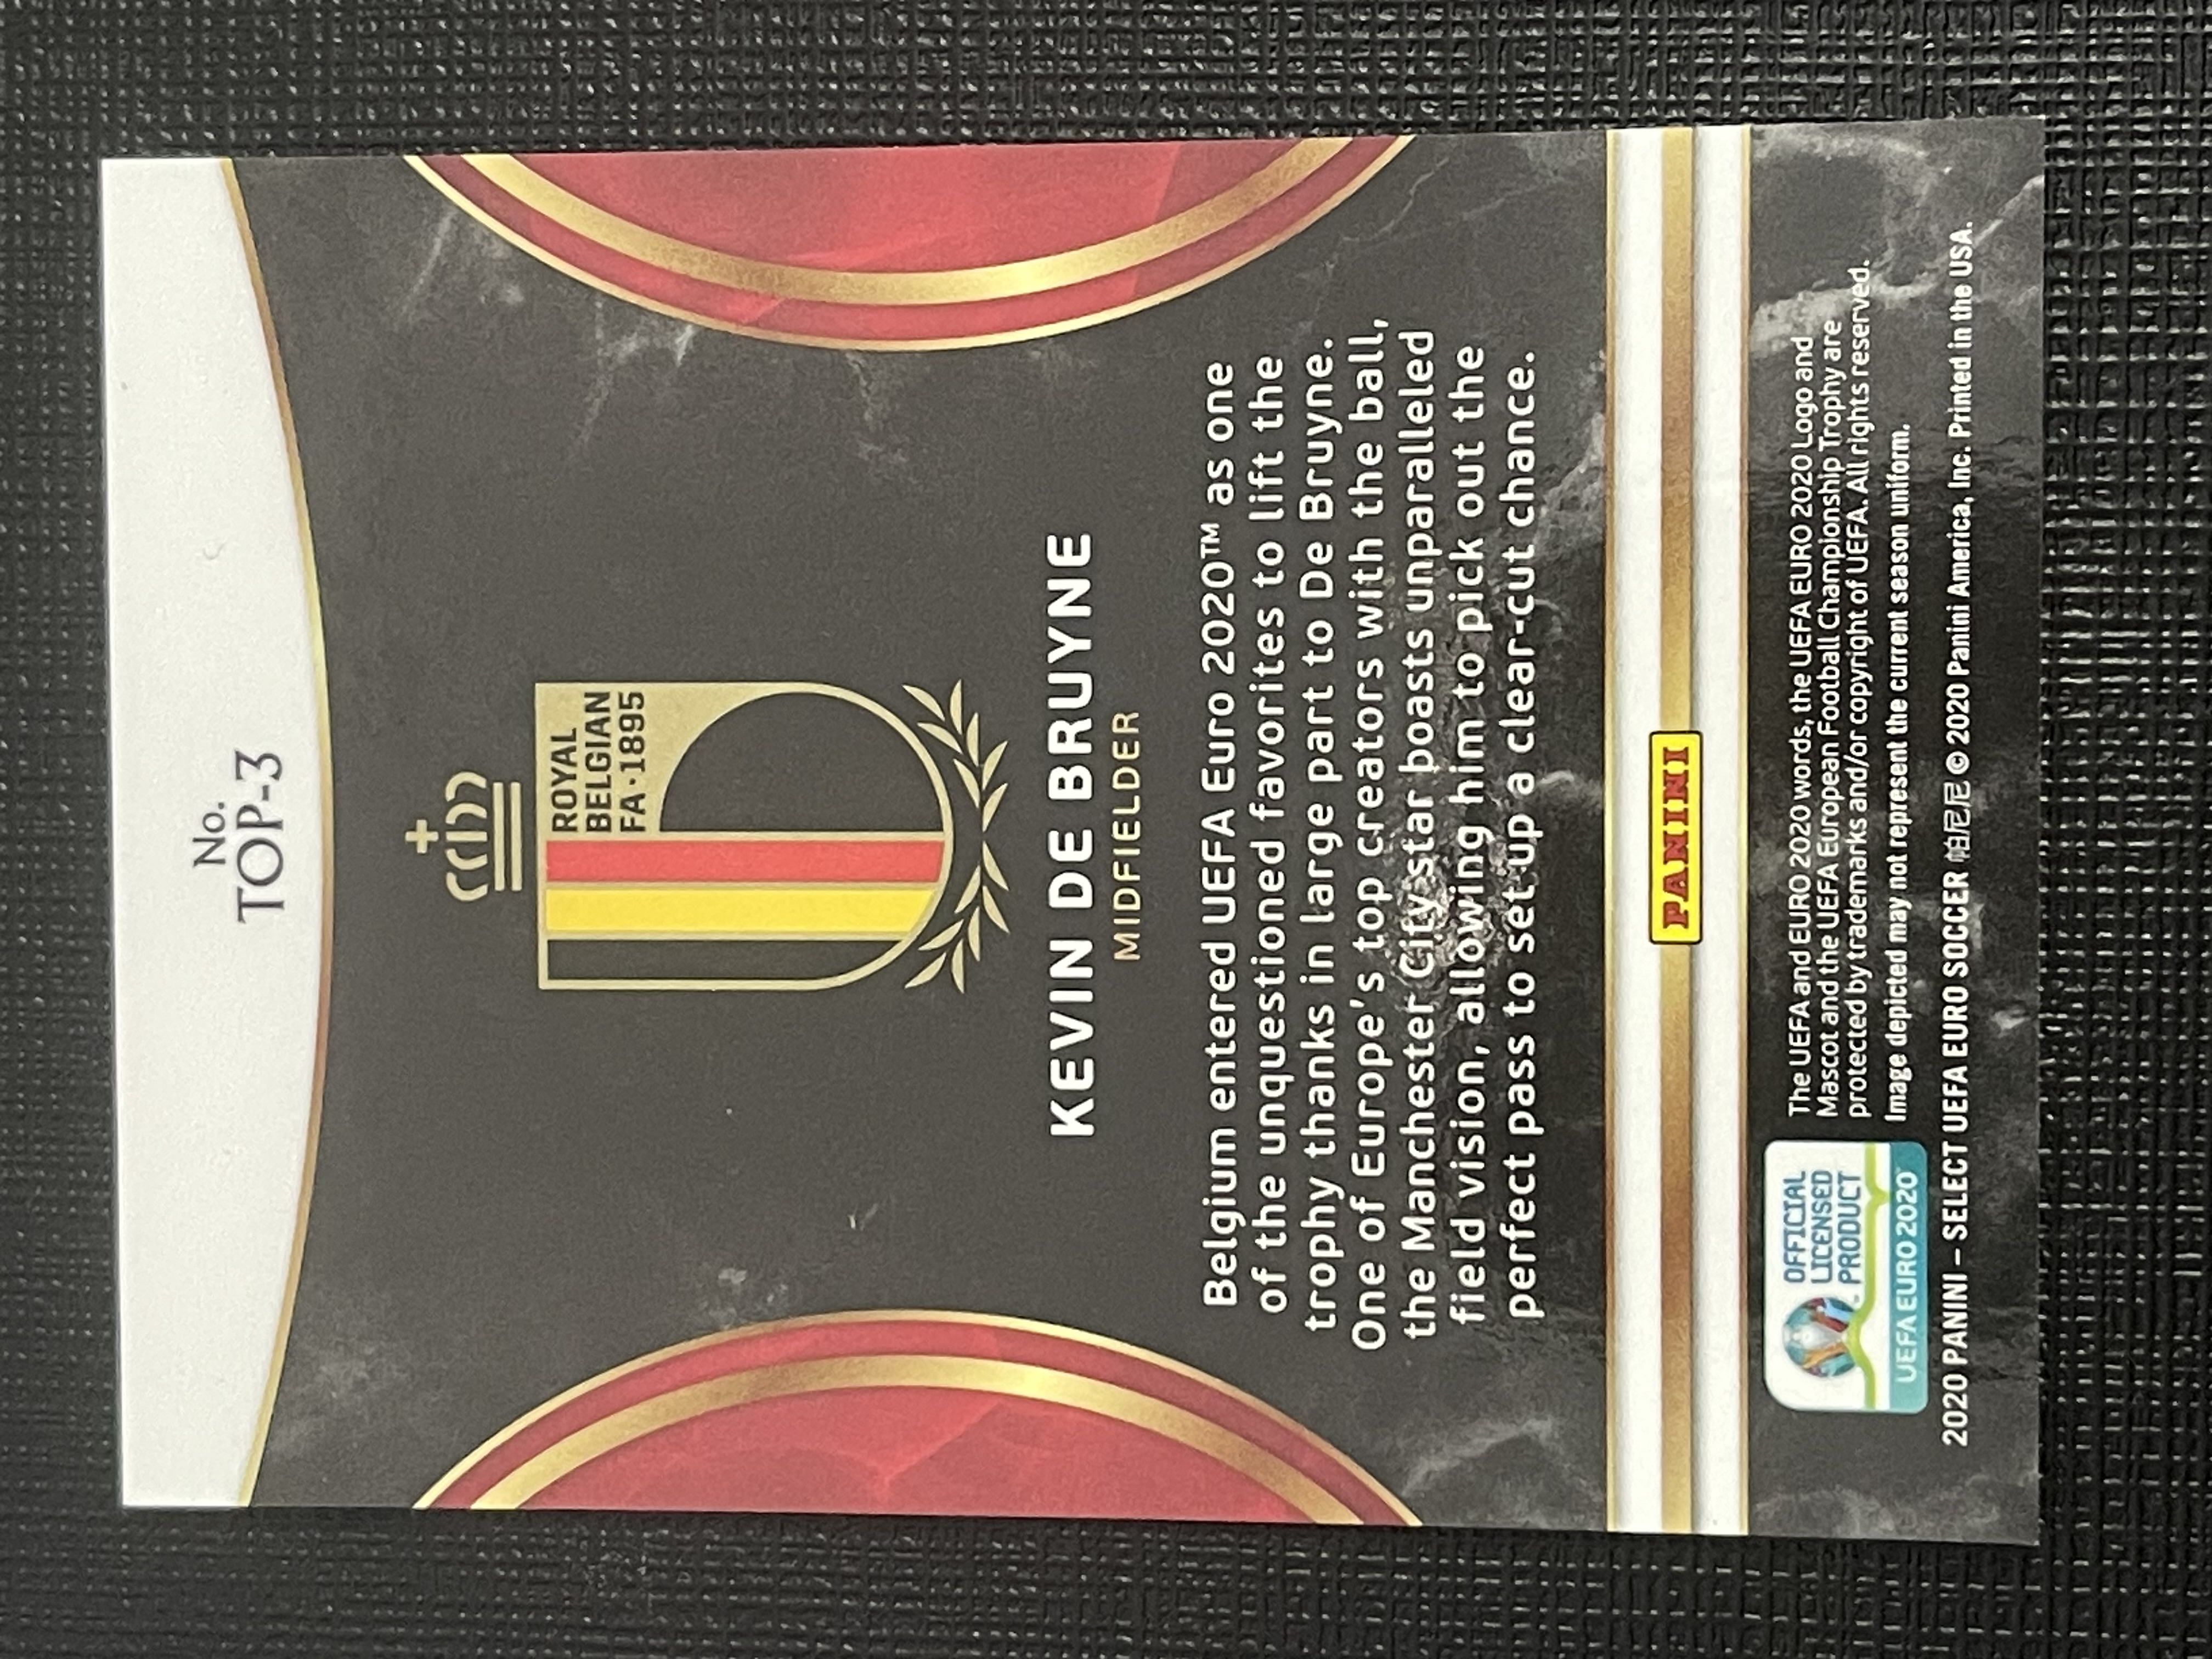 No.
TOP-3
ROYAL
BELGIAN
FA·1895
KEVIN DE BRUYNE
MIDFIELDER
Belgium entered UEFA Euro 2020™ as one
of the unquestioned favorites to lift the
trophy thanks in large part to De Bruyne.
One of Europe's top creators with the ball,
the Manchester City star boasts unparalleled
field vision, allowing him to pick out the
perfect pass to set up a clear-cut chance.
PANINI
OFFICIAL
LICENSED
PRODUCT
UEFA EURO 2020
The UEFA and EURO 2020 words, the UEFA EURO 2020 Logo and
Mascot and the UEFA European Football Championship Trophy are
protected by trademarks and/or copyright of UEFA. All rights reserved.
Image depicted may not represent the current season uniform.
2020 PANINI – SELECT UEFA EURO SOCCER 帕尼尼 © 2020 Panini America, Inc. Printed in the USA.